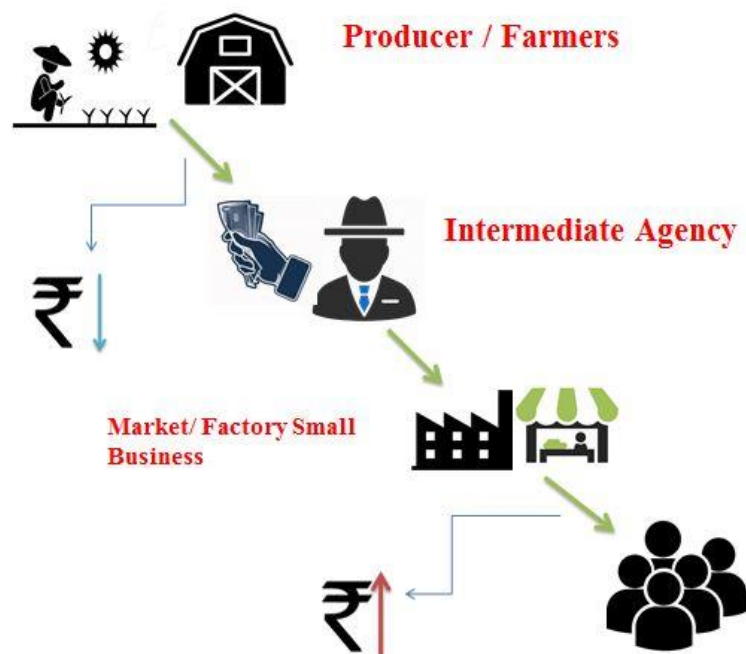 Producer / Farmers
Intermediate Agency
₹
Market/ Factory Small
Business
₹